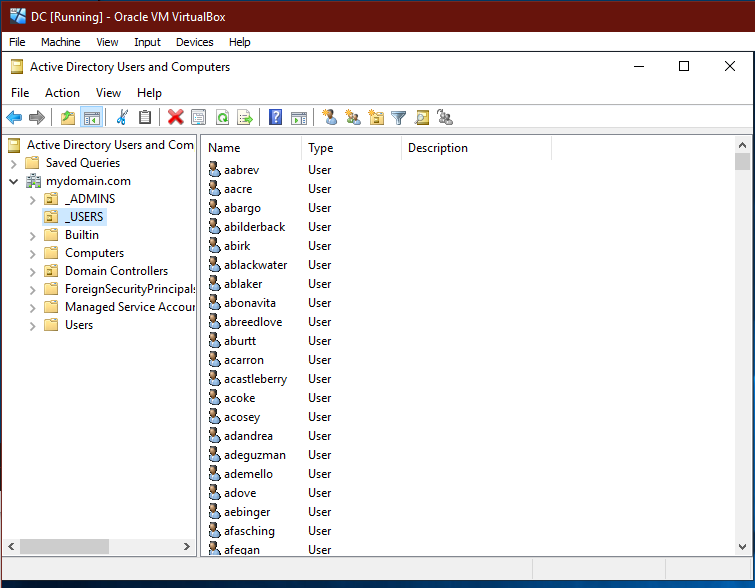 DC [Running] - Oracle VM VirtualBox
File Machine View Input Devices Help
Active Directory Users and Computers
File Action View Help
Active Directory Users and Com
Saved Queries
mydomain.com
_ADMINS
_USERS
Builtin
Computers
Domain Controllers
ForeignSecurityPrincipals
Managed Service Accour
Users
Name Type Description
aabrev User
aacre User
abargo User
abilderback User
abirk User
ablackwater User
ablaker User
abonavita User
abreedlove User
aburtt User
acarron User
acastleberry User
acoke User
acosey User
adandrea User
adeguzman User
ademello User
adove User
aebinger User
afasching User
afegan User